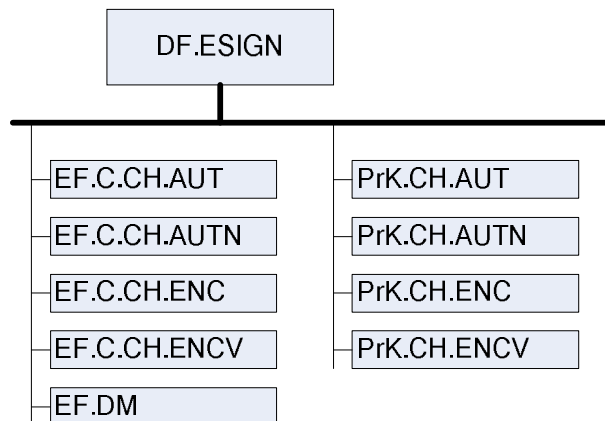 DF.ESIGN
EF.C.CH.AUT
EF.C.CH.AUTN
EF.C.CH.ENC
EF.C.CH.ENCV
EF.DM
PrK.CH.AUT
PrK.CH.AUTN
PrK.CH.ENC
PrK.CH.ENCV